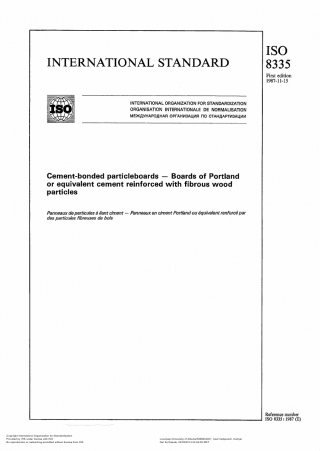 ISO
8335
First edition
1987-11-15
INTERNATIONAL STANDARD
ISO
INTERNATIONAL ORGANIZATION FOR STANDARDIZATION
ORGANISATION INTERNATIONALE DE NORMALISATION
МЕЖДУНАРОДНАЯ ОРГАНИЗАЦИЯ ПО СТАНДАРТИЗАЦИИ
Cement-bonded particleboards — Boards of Portland
or equivalent cement reinforced with fibrous wood
particles
Panneaux de particules à liant ciment — Panneaux en ciment Portland ou équivalent renforcé par
des particules fibreuses de bois
Reference number
ISO 8335 : 1987 (E)